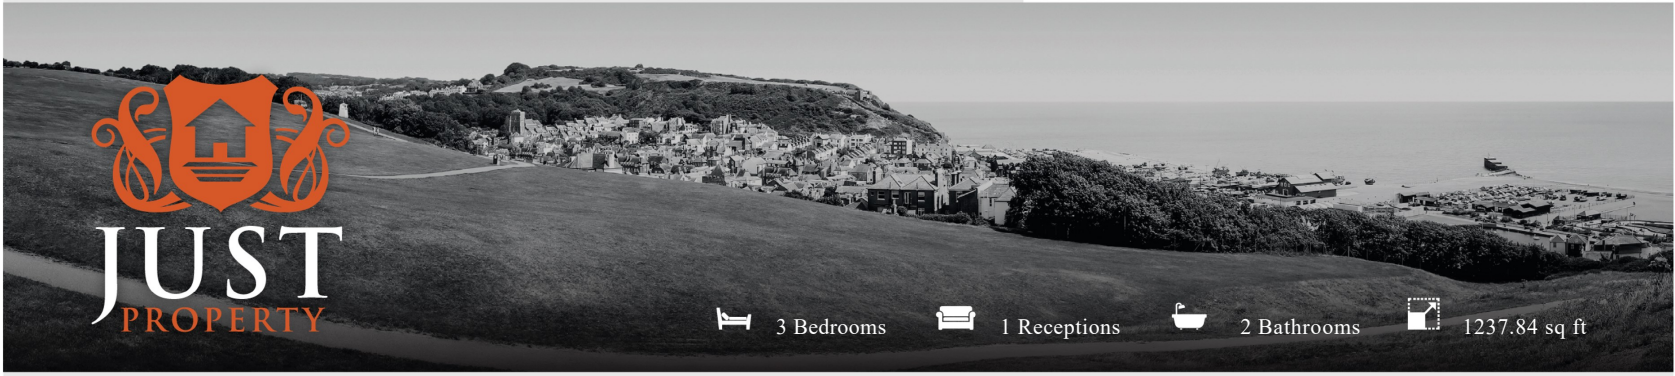 JUST
PROPERTY
3 Bedrooms
1 Receptions
2 Bathrooms
1237.84 sq ft